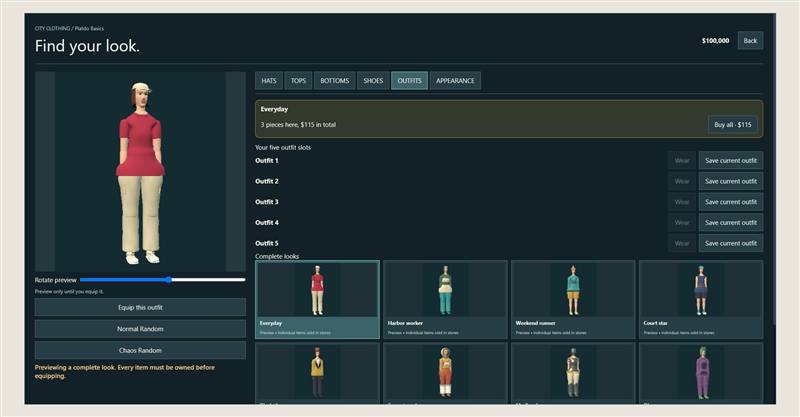 CITY CLOTHING / Platdo Basics
Find your look.
$100,000
Back
HATS
TOPS
BOTTOMS
SHOES
OUTFITS
APPEARANCE
Everyday
3 pieces here, $115 in total
Buy all · $115
Your five outfit slots
Outfit 1
Wear
Save current outfit
Outfit 2
Wear
Save current outfit
Outfit 3
Wear
Save current outfit
Outfit 4
Wear
Save current outfit
Outfit 5
Wear
Save current outfit
Complete looks
Everyday
Preview • individual items sold in stores
Harbor worker
Preview • individual items sold in stores
Weekend runner
Preview • individual items sold in stores
Court star
Preview • individual items sold in stores
Rotate preview
Preview only until you equip it.
Equip this outfit
Normal Random
Chaos Random
Previewing a complete look. Every item must be owned before
equipping.